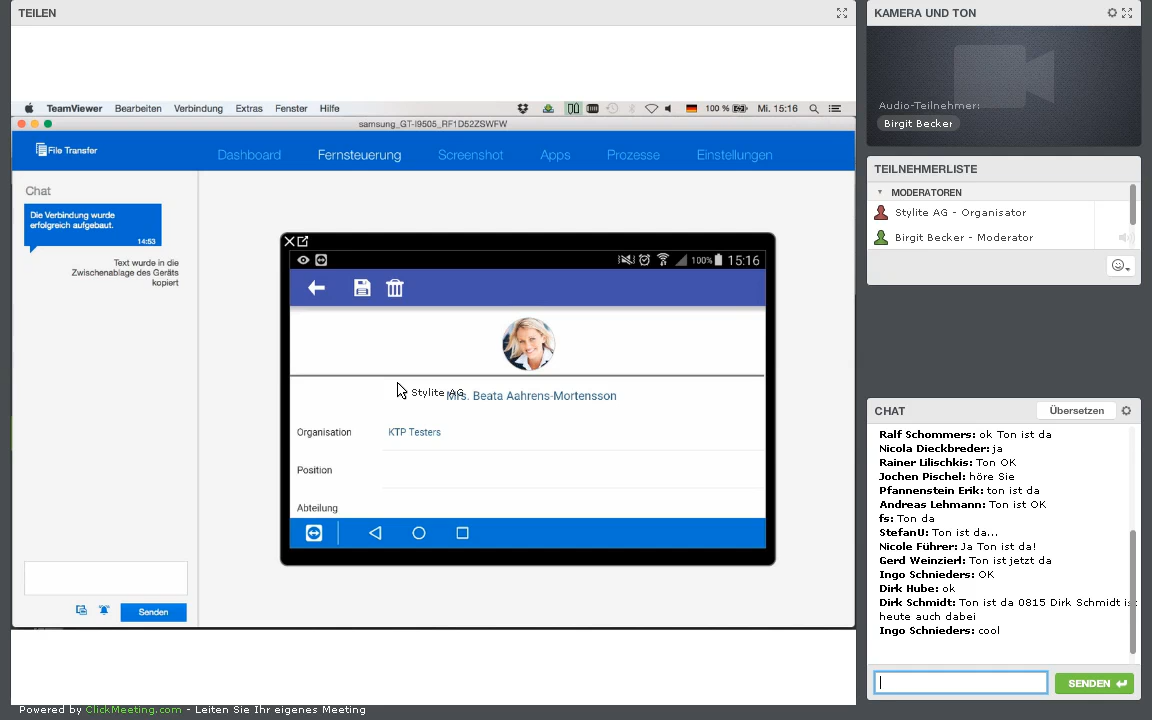 TEILEN
TeamViewer Bearbeiten Verbindung Extras Fenster Hilfe
100 % Mi. 15:16
samsung_GT-I9505_RF1D52ZSWFW
File Transfer
Dashboard Fernsteuerung Screenshot Apps Prozesse Einstellungen
Chat
Die Verbindung wurde
erfolgreich aufgebaut.
14:53
Text wurde in die
Zwischenablage des Geräts
kopiert
Senden
100% 15:16
Stylite AG
Mrs. Beata Aahrens-Mortensson
Organisation KTP Testers
Position
Abteilung
Powered by ClickMeeting.com - Leiten Sie Ihr eigenes Meeting
KAMERA UND TON
Audio-Teilnehmer:
Birgit Becker
TEILNEHMERLISTE
MODERATOREN
Stylite AG - Organisator
Birgit Becker - Moderator
CHAT
Übersetzen
Ralf Schommers: ok Ton ist da
Nicola Dieckbreder: ja
Rainer Lilischkis: Ton OK
Jochen Pischel: höre Sie
Pfannenstein Erik: ton ist da
Andreas Lehmann: Ton ist OK
fs: Ton da
StefanU: Ton ist da...
Nicole Führer: Ja Ton ist da!
Gerd Weinzierl: Ton ist jetzt da
Ingo Schnieders: OK
Dirk Hube: ok
Dirk Schmidt: Ton ist da 0815 Dirk Schmidt ist
heute auch dabei
Ingo Schnieders: cool
SENDEN